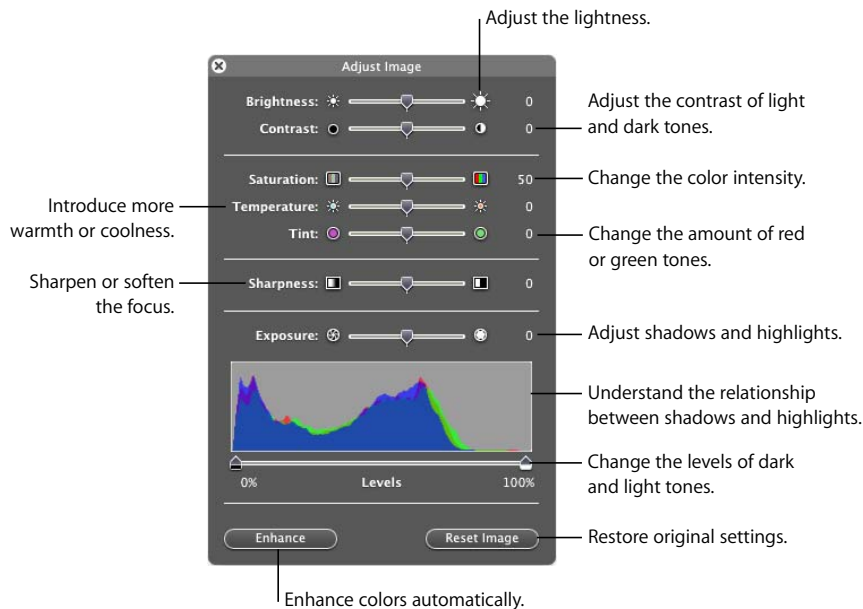 Adjust the lightness.
Adjust Image
Brightness: 0
Adjust the contrast of light
and dark tones.
Contrast: 0
Saturation: 50
Change the color intensity.
Introduce more
warmth or coolness.
Temperature: 0
Tint: 0
Change the amount of red
or green tones.
Sharpen or soften
the focus.
Sharpness: 0
Exposure: 0
Adjust shadows and highlights.
Understand the relationship
between shadows and highlights.
Change the levels of dark
and light tones.
0% Levels 100%
Enhance Reset Image
Restore original settings.
Enhance colors automatically.